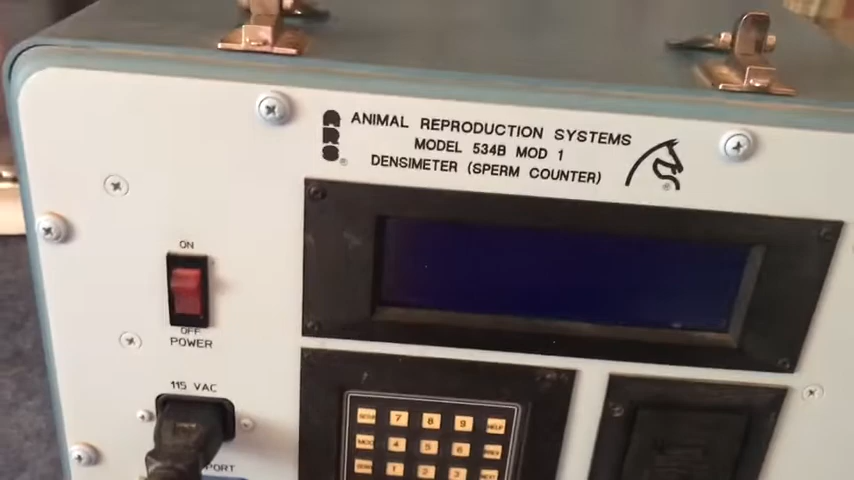 ARS
ANIMAL REPRODUCTION SYSTEMS
MODEL 534B MOD 1
DENSIMETER (SPERM COUNTER)
ON
OFF
POWER
115 VAC
PORT
7 8 9 HELP
4 5 6
1 2 3